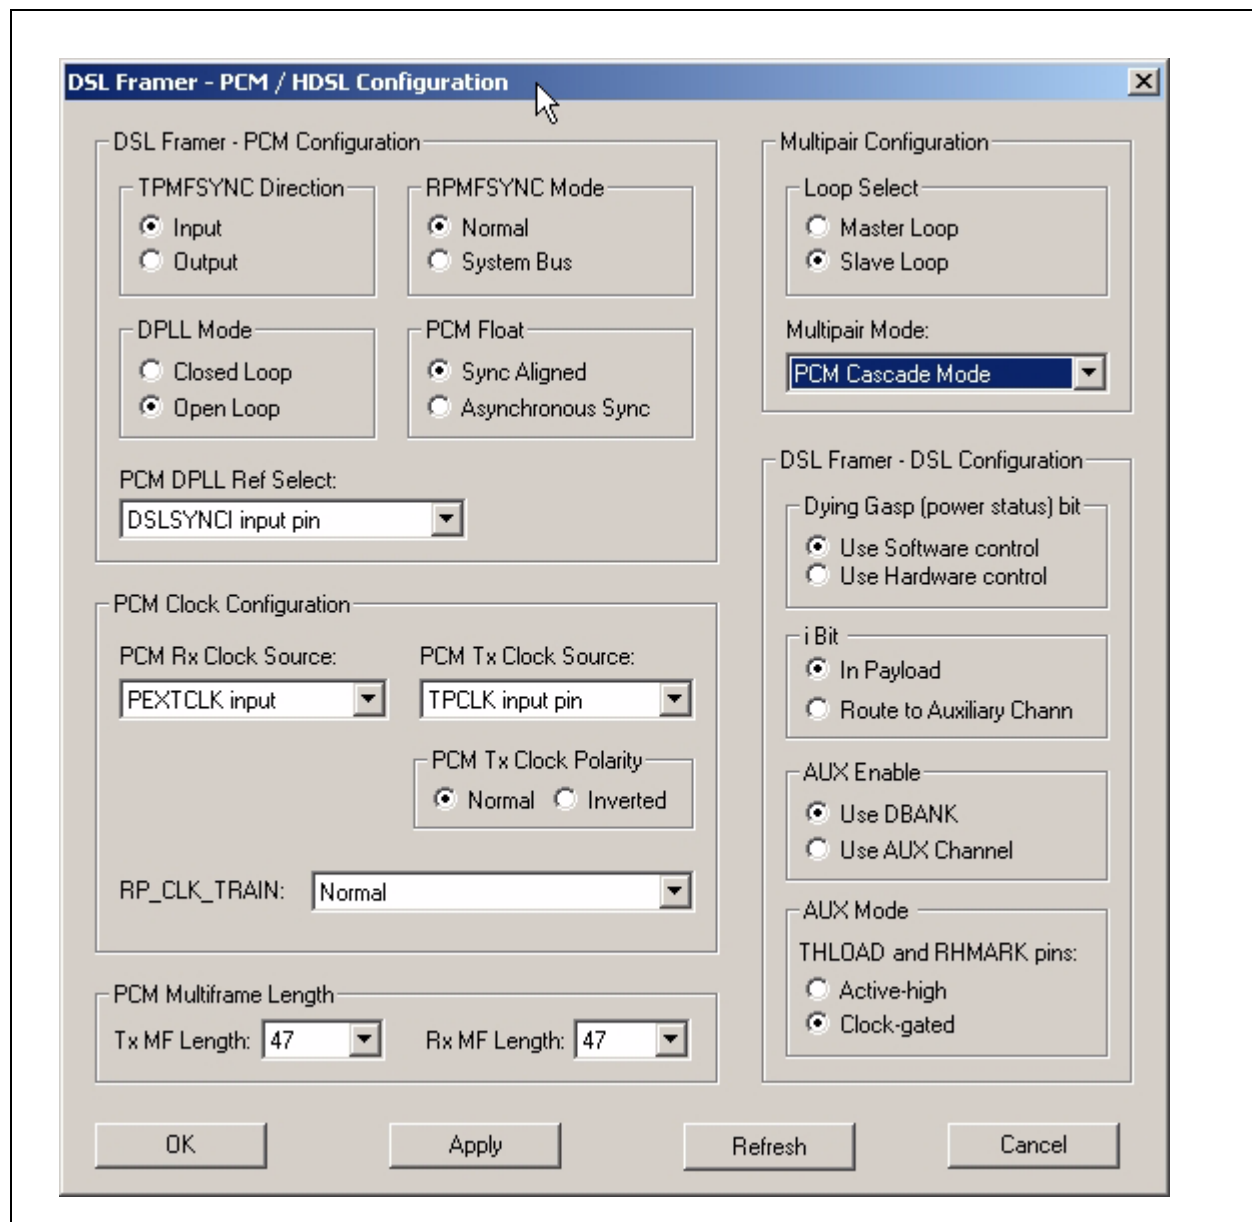 DSL Framer - PCM / HDSL Configuration
DSL Framer - PCM Configuration
TPMFSYNC Direction
Input
Output
RPMFSYNC Mode
Normal
System Bus
DPLL Mode
Closed Loop
Open Loop
PCM Float
Sync Aligned
Asynchronous Sync
PCM DPLL Ref Select:
DSLSYNCI input pin
PCM Clock Configuration
PCM Rx Clock Source:
PEXTCLK input
PCM Tx Clock Source:
TPCLK input pin
PCM Tx Clock Polarity
Normal Inverted
RP_CLK_TRAIN: Normal
PCM Multiframe Length
Tx MF Length: 47 Rx MF Length: 47
Multipair Configuration
Loop Select
Master Loop
Slave Loop
Multipair Mode:
PCM Cascade Mode
DSL Framer - DSL Configuration
Dying Gasp (power status) bit
Use Software control
Use Hardware control
i Bit
In Payload
Route to Auxiliary Chann
AUX Enable
Use DBANK
Use AUX Channel
AUX Mode
THLOAD and RHMARK pins:
Active-high
Clock-gated
OK Apply Refresh Cancel